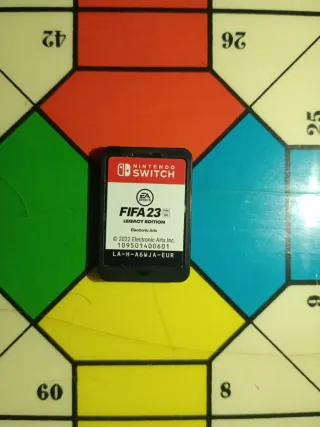 42
26
25
NINTENDO
SWITCH
EA
SPORTS
FIFA 23
LEGACY EDITION
Electronic Arts
© 2022 Electronic Arts Inc.
109501400601
LA-H-A6WJA-EUR
60
8